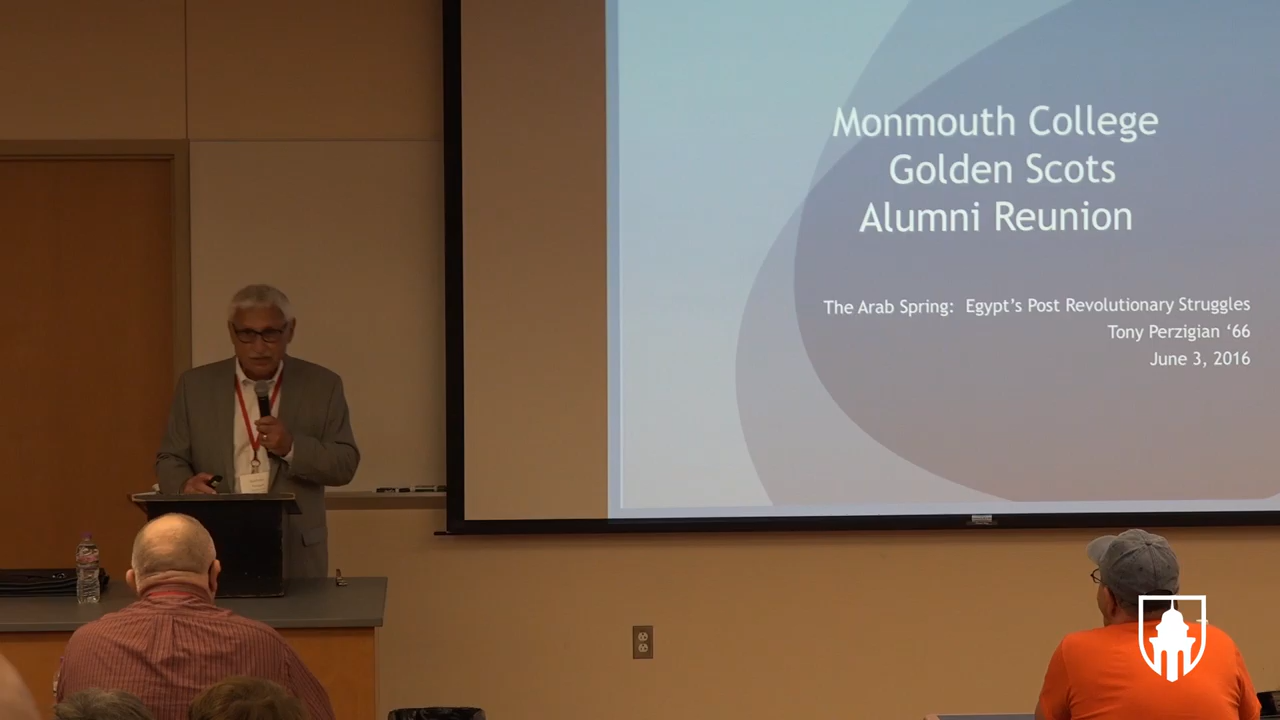 Monmouth College
Golden Scots
Alumni Reunion
The Arab Spring: Egypt's Post Revolutionary Struggles
Tony Perzigian ‘66
June 3, 2016